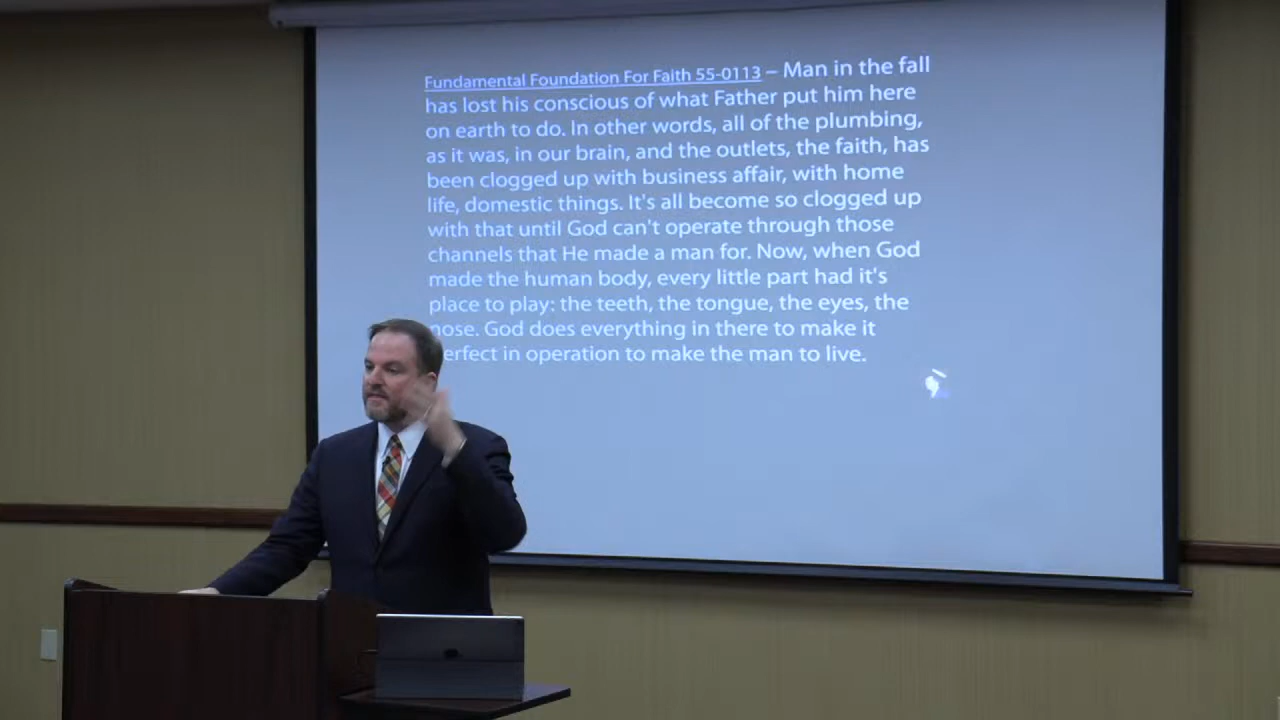 Fundamental Foundation For Faith 55-0113 – Man in the fall
has lost his conscious of what Father put him here
on earth to do. In other words, all of the plumbing,
as it was, in our brain, and the outlets, the faith, has
been clogged up with business affair, with home
life, domestic things. It's all become so clogged up
with that until God can't operate through those
channels that He made a man for. Now, when God
made the human body, every little part had it's
place to play: the teeth, the tongue, the eyes, the
nose. God does everything in there to make it
erfect in operation to make the man to live.